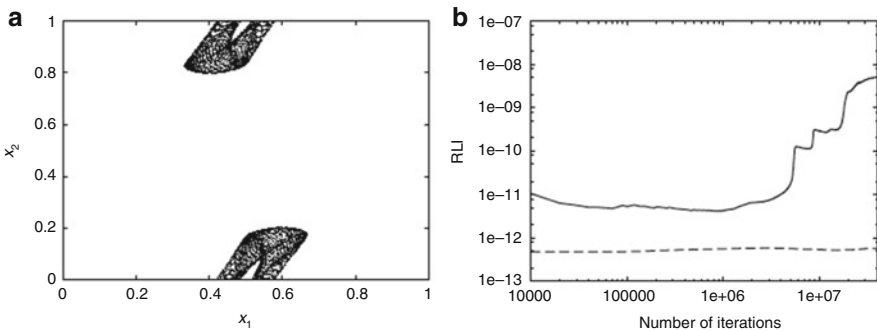 a
1
0.8
0.6
0.4
0.2
0
x2
0 0.2 0.4 0.6 0.8 1
x1
b
1e–07
1e–08
1e–09
1e–10
1e–11
1e–12
1e–13
RLI
10000 100000 1e+06 1e+07
Number of iterations